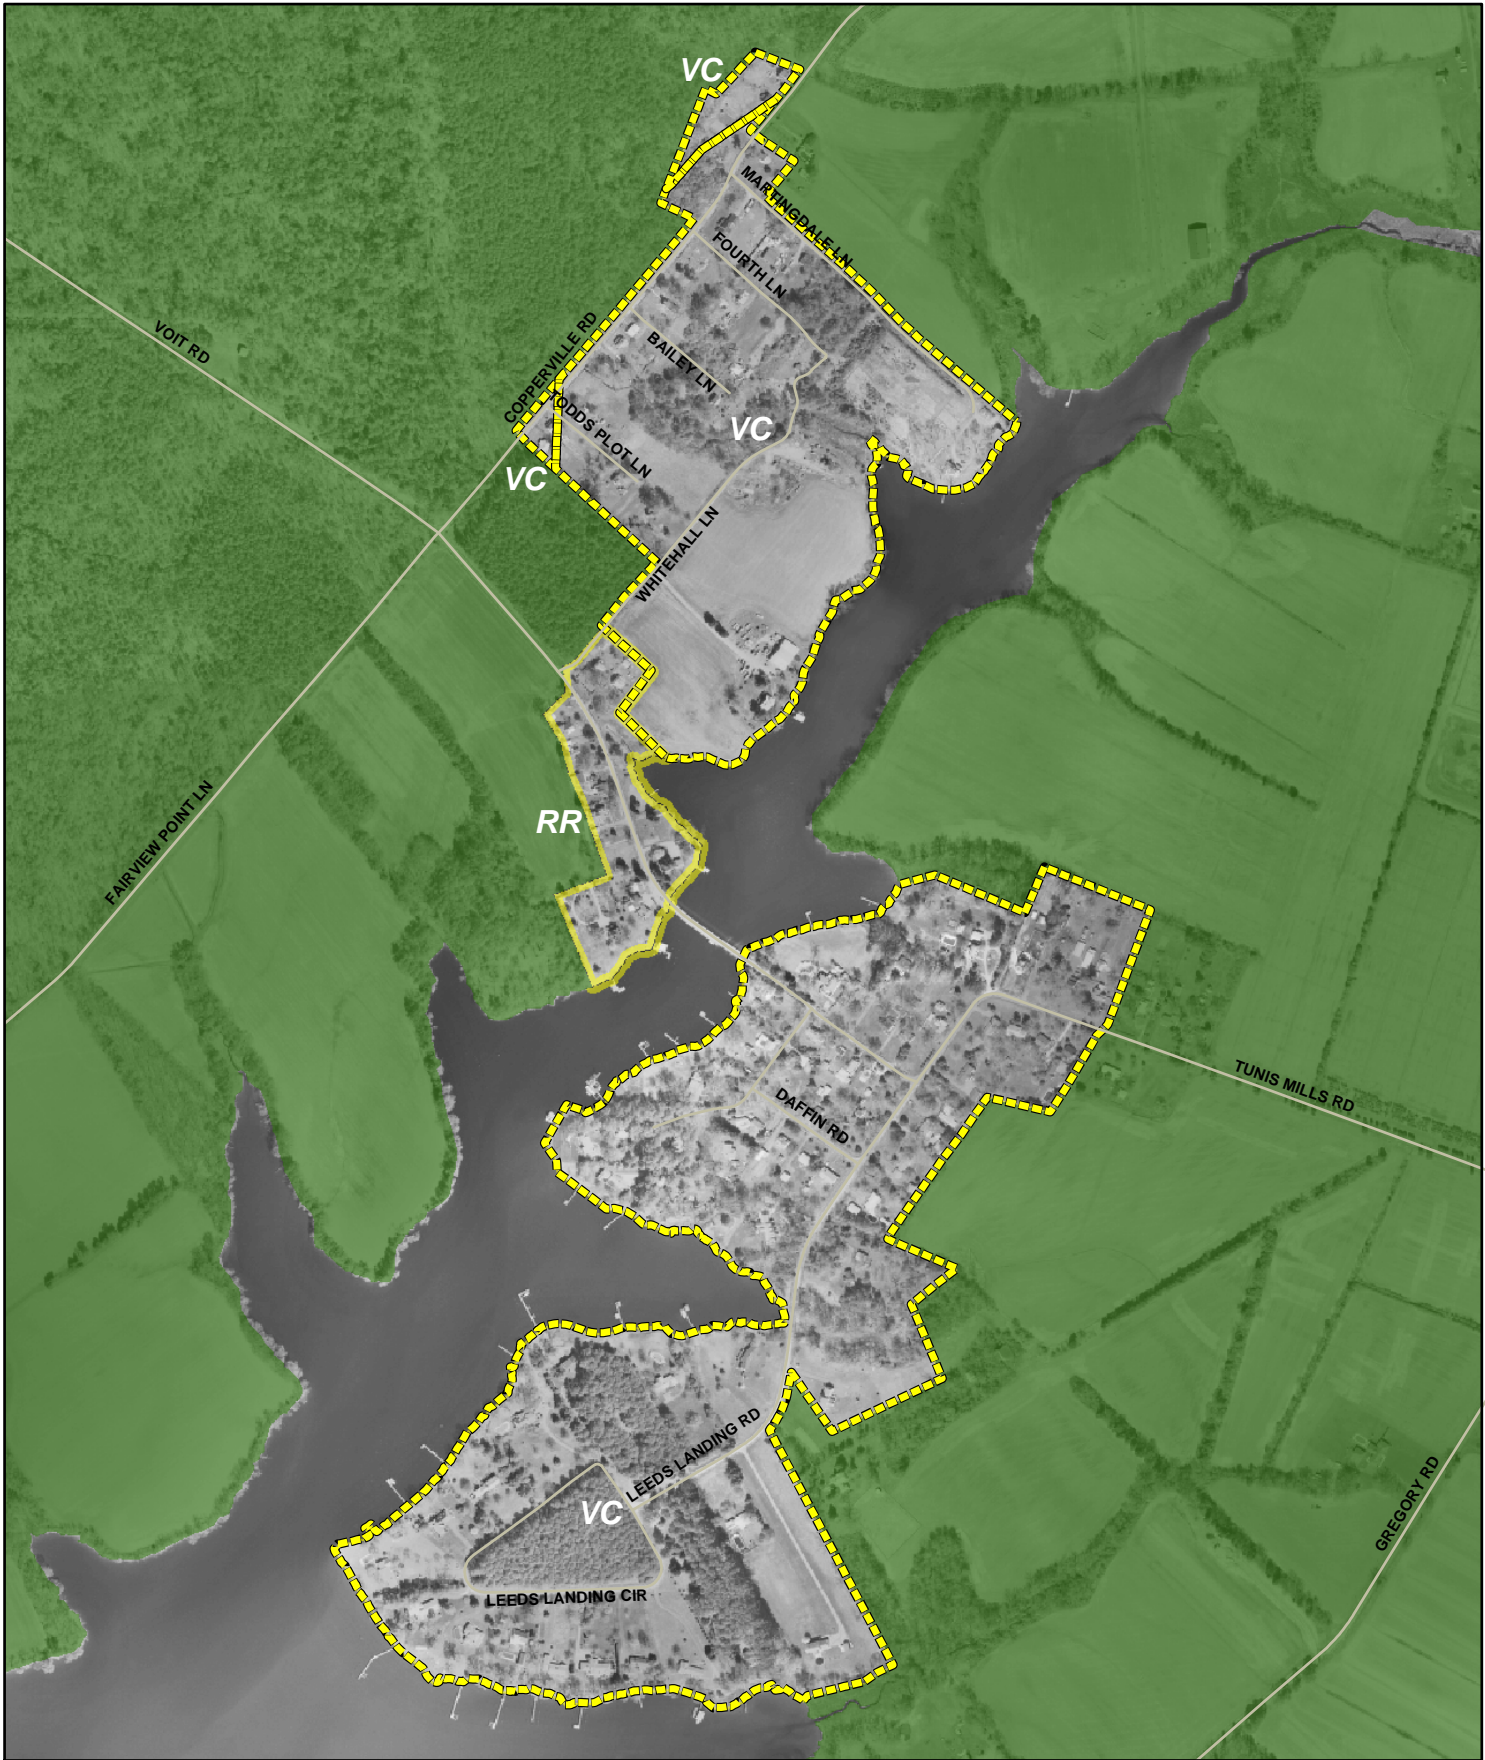 VC
MARTINGDALE LN
FOURTH LN
VOIT RD
COPPERVILLE RD
BAILEY LN
TODDS PLOT LN
VC
VC
WHITEHALL LN
FAIRVIEW POINT LN
RR
TUNIS MILLS RD
DAFFIN RD
LEEDS LANDING RD
VC
GREGORY RD
LEEDS LANDING CIR